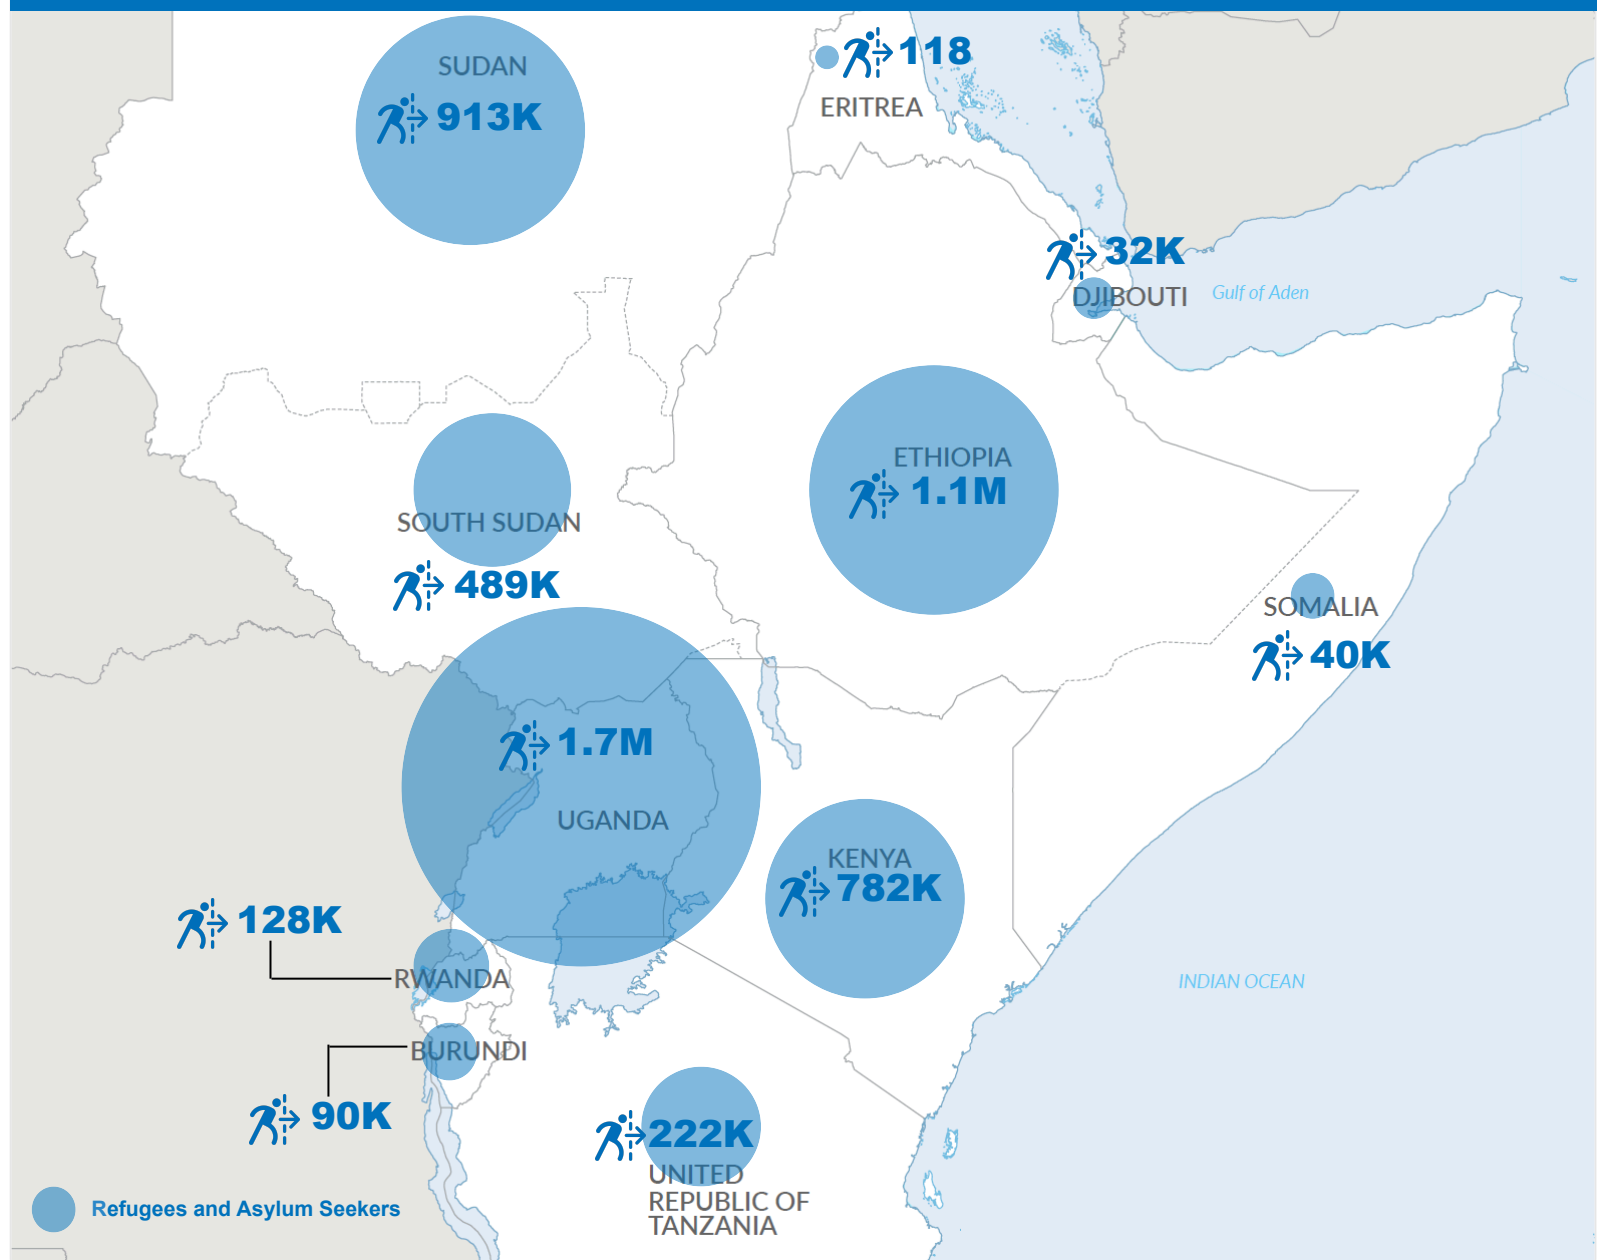 SUDAN
913K
118
ERITREA
32K
DJIBOUTI
Gulf of Aden
ETHIOPIA
1.1M
SOUTH SUDAN
489K
SOMALIA
40K
1.7M
UGANDA
KENYA
782K
128K
RWANDA
INDIAN OCEAN
BURUNDI
90K
222K
UNITED
REPUBLIC OF
TANZANIA
Refugees and Asylum Seekers